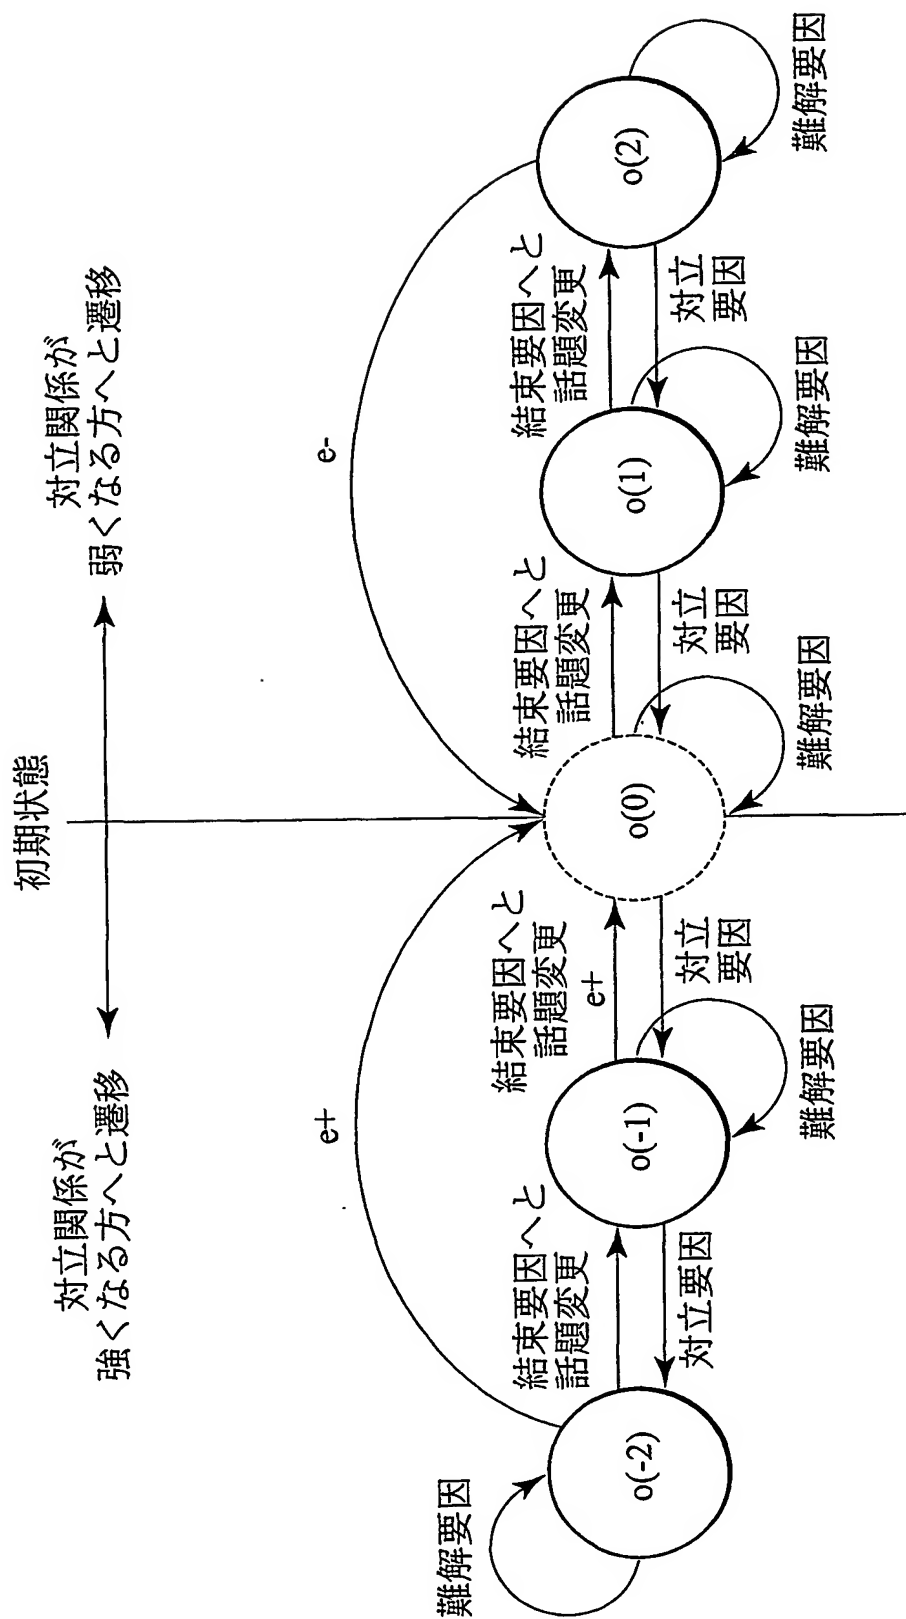 初期状態
対立関係が
強くなる方へと遷移
対立関係が
弱くなる方へと遷移
e+
e-
難解要因
o(-2)
結束要因へと
話題変更
対立要因
o(-1)
難解要因
結束要因へと
話題変更
e+
対立
要因
o(0)
難解要因
結束要因へと
話題変更
対立
要因
o(1)
難解要因
結束要因へと
話題変更
対立
要因
o(2)
難解要因